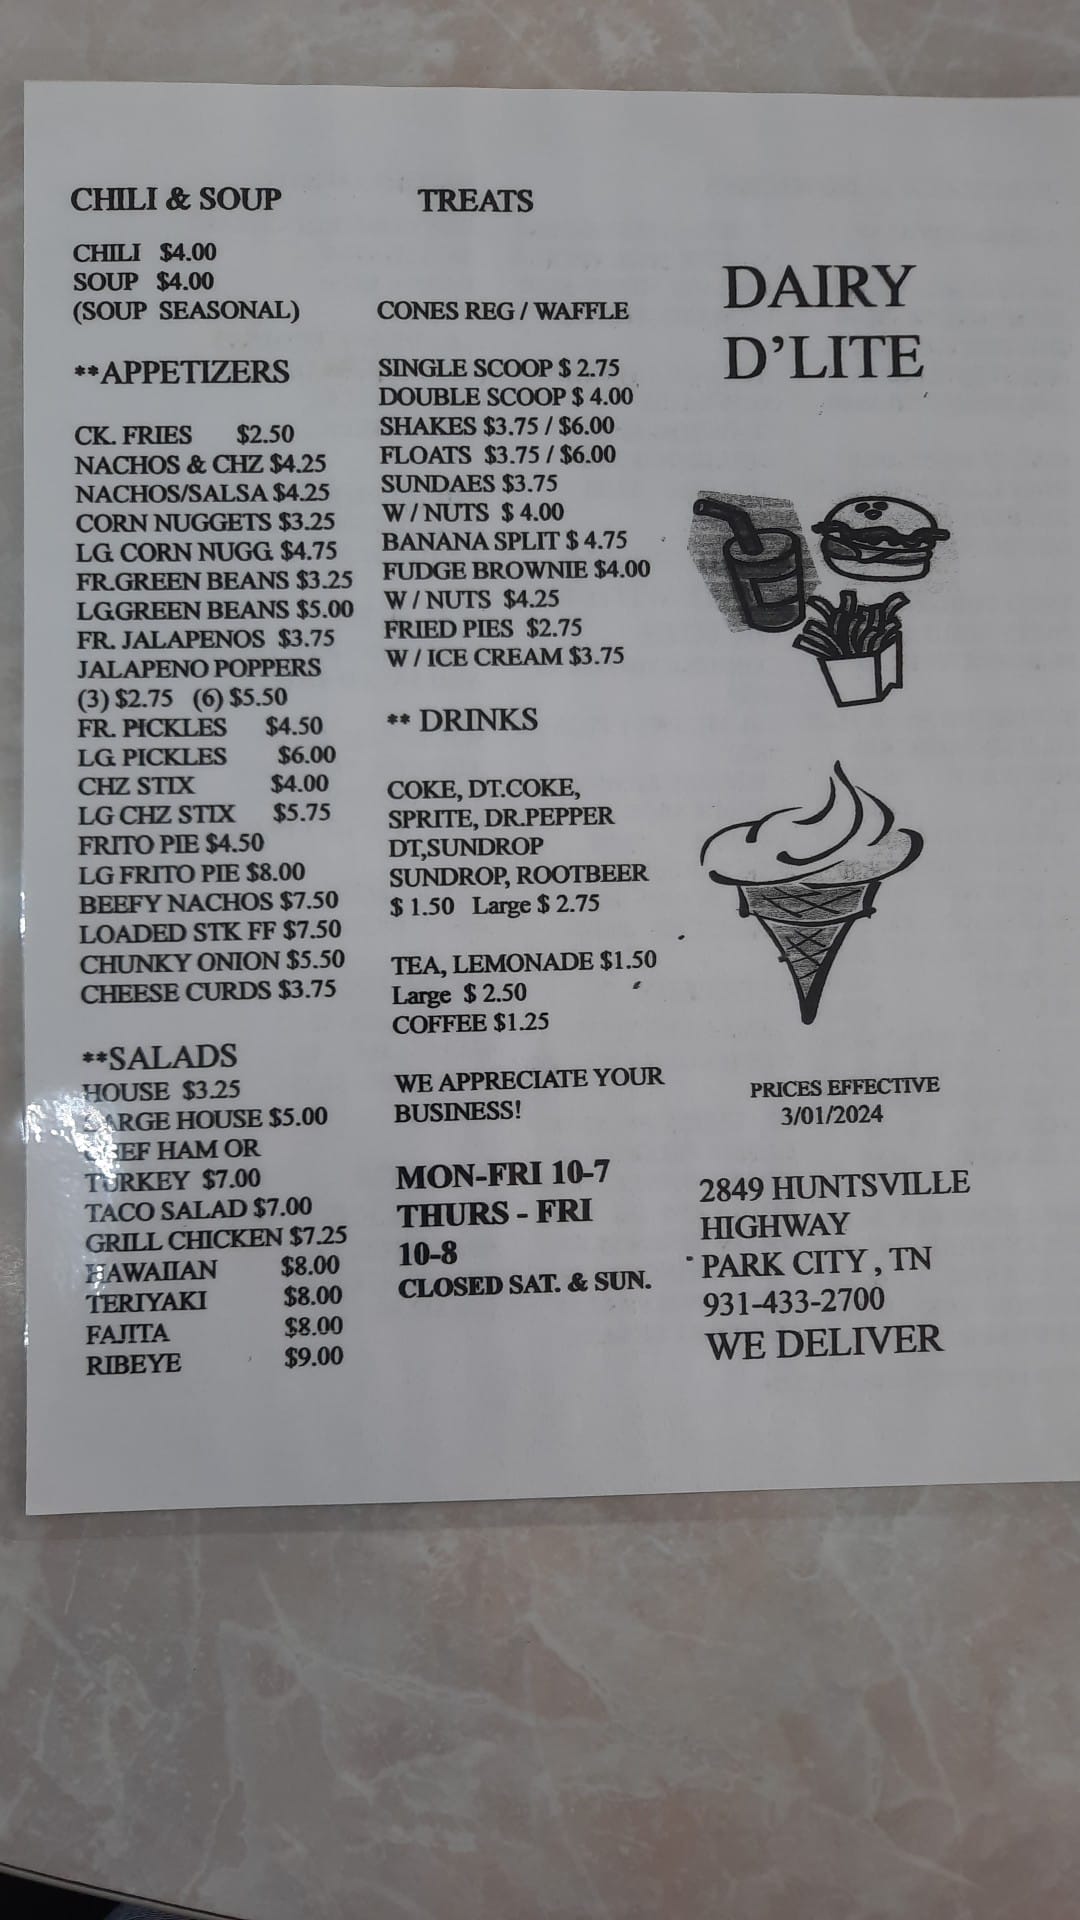 CHILI & SOUP
CHILI $4.00
SOUP $4.00
(SOUP SEASONAL)
**APPETIZERS
CK. FRIES $2.50
NACHOS & CHZ $4.25
NACHOS/SALSA $4.25
CORN NUGGETS $3.25
LG CORN NUGG. $4.75
FR.GREEN BEANS $3.25
LG.GREEN BEANS $5.00
FR. JALAPENOS $3.75
JALAPENO POPPERS
(3) $2.75 (6) $5.50
FR. PICKLES $4.50
LG PICKLES $6.00
CHZ STIX $4.00
LG CHZ STIX $5.75
FRITO PIE $4.50
LG FRITO PIE $8.00
BEEFY NACHOS $7.50
LOADED STK FF $7.50
CHUNKY ONION $5.50
CHEESE CURDS $3.75
**SALADS
HOUSE $3.25
LARGE HOUSE $5.00
CHEF HAM OR
TURKEY $7.00
TACO SALAD $7.00
GRILL CHICKEN $7.25
HAWAIIAN $8.00
TERIYAKI $8.00
FAJITA $8.00
RIBEYE $9.00
TREATS
CONES REG / WAFFLE
SINGLE SCOOP $ 2.75
DOUBLE SCOOP $ 4.00
SHAKES $3.75 / $6.00
FLOATS $3.75 / $6.00
SUNDAES $3.75
W / NUTS $ 4.00
BANANA SPLIT $ 4.75
FUDGE BROWNIE $4.00
W / NUTS $4.25
FRIED PIES $2.75
W / ICE CREAM $3.75
** DRINKS
COKE, DT.COKE,
SPRITE, DR.PEPPER
DT,SUNDROP
SUNDROP, ROOTBEER
$ 1.50 Large $ 2.75
TEA, LEMONADE $1.50
Large $ 2.50
COFFEE $1.25
WE APPRECIATE YOUR
BUSINESS!
MON-FRI 10-7
THURS - FRI
10-8
CLOSED SAT. & SUN.
DAIRY
D'LITE
PRICES EFFECTIVE
3/01/2024
2849 HUNTSVILLE
HIGHWAY
PARK CITY , TN
931-433-2700
WE DELIVER